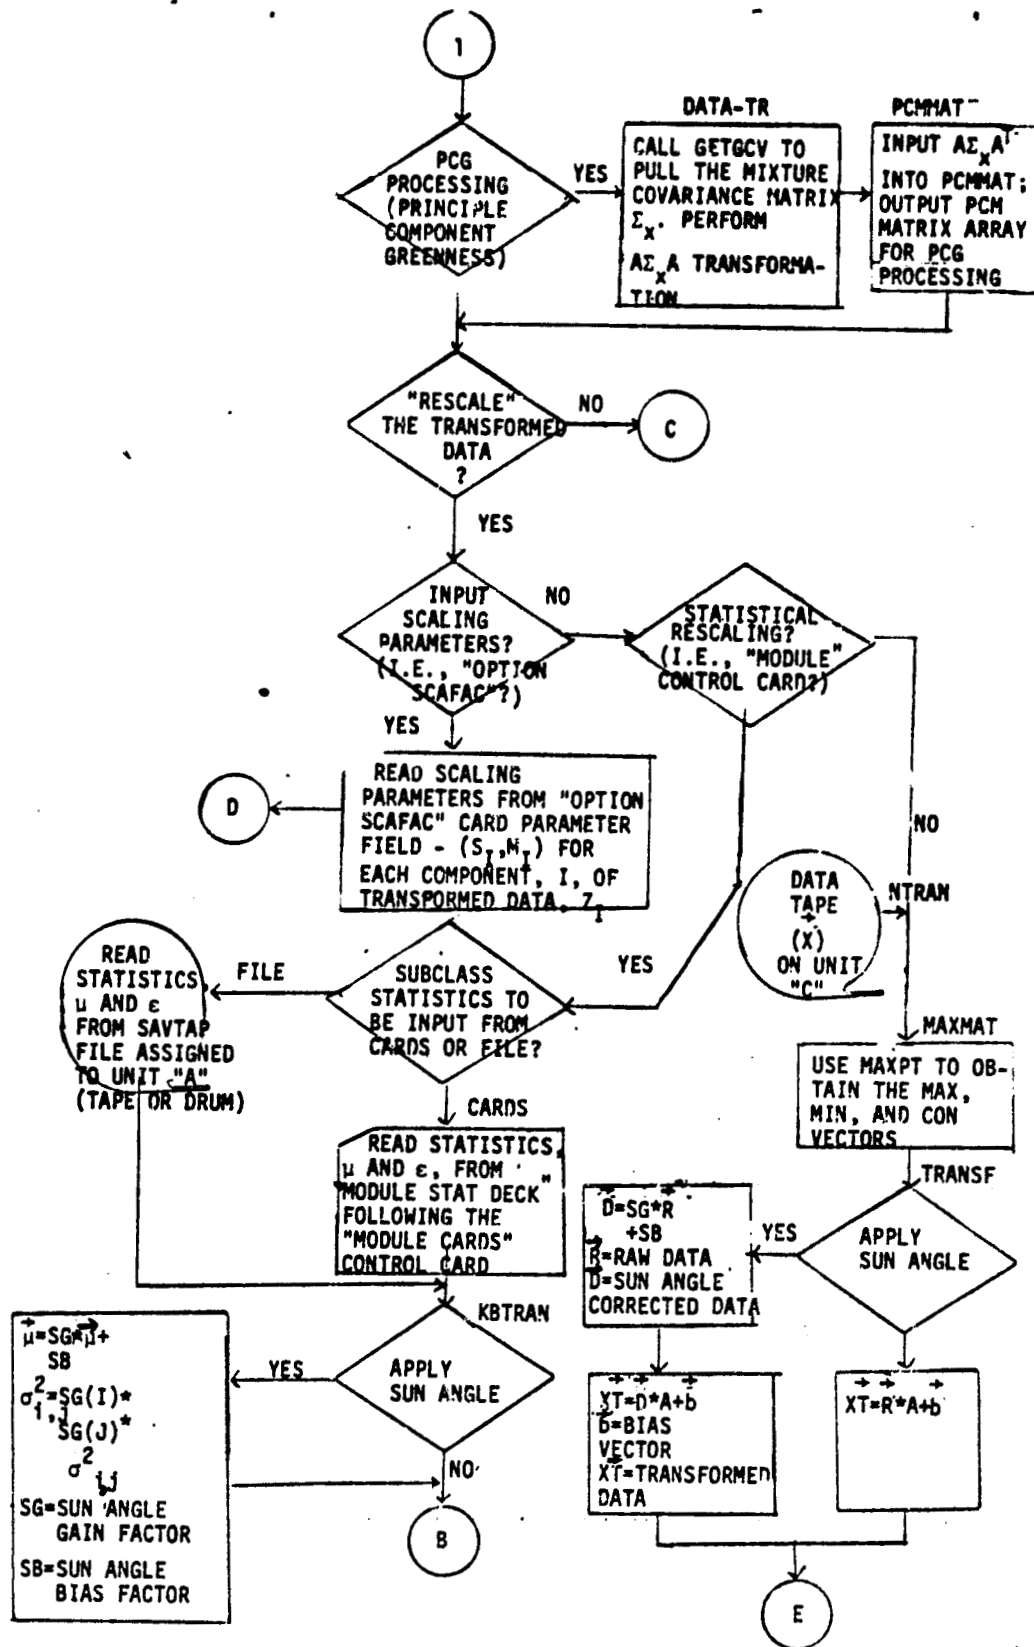 1
PCG
PROCESSING
(PRINCIPLE
COMPONENT
GREENNESS)
YES
DATA-TR
CALL GETGCV TO
PULL THE MIXTURE
COVARIANCE MATRIX
Σx. PERFORM
AΣxA TRANSFORMA-
TION
PCMMAT
INPUT AΣxAT
INTO PCMMAT;
OUTPUT PCM
MATRIX ARRAY
FOR PCG
PROCESSING
"RESCALE"
THE TRANSFORMED
DATA
?
NO
C
YES
INPUT
SCALING
PARAMETERS?
(I.E., "OPTION
SCAFAC"?)
NO
STATISTICAL
RESCALING?
(I.E., "MODULE"
CONTROL CARD?)
YES
READ SCALING
PARAMETERS FROM "OPTION
SCAFAC" CARD PARAMETER
FIELD - (SI,MI) FOR
EACH COMPONENT, I, OF
TRANSFORMED DATA, ZI
D
NO
DATA
TAPE
(X⃗)
ON UNIT
"C"
NTRAN
YES
READ
STATISTICS
μ AND ε
FROM SAVTAP
FILE ASSIGNED
TO UNIT "A"
(TAPE OR DRUM)
FILE
SUBCLASS
STATISTICS TO
BE INPUT FROM
CARDS OR FILE?
MAXMAT
USE MAXPT TO OB-
TAIN THE MAX,
MIN, AND CON
VECTORS
CARDS
READ STATISTICS,
μ AND ε, FROM
"MODULE STAT DECK"
FOLLOWING THE
"MODULE CARDS"
CONTROL CARD
TRANSF
APPLY
SUN ANGLE
YES
D⃗=SG*R⃗
+SB
R⃗=RAW DATA
D⃗=SUN ANGLE
CORRECTED DATA
KBTRAN
APPLY
SUN ANGLE
YES
μ⃗=SG*μ⃗+
SB
σ²i,j=SG(I)*
SG(J)*
σ²i,j
SG=SUN ANGLE
GAIN FACTOR
SB=SUN ANGLE
BIAS FACTOR
NO
B
X⃗T=D⃗*A+b⃗
b⃗=BIAS
VECTOR
X⃗T=TRANSFORMED
DATA
X⃗T=R⃗*A+b⃗
E